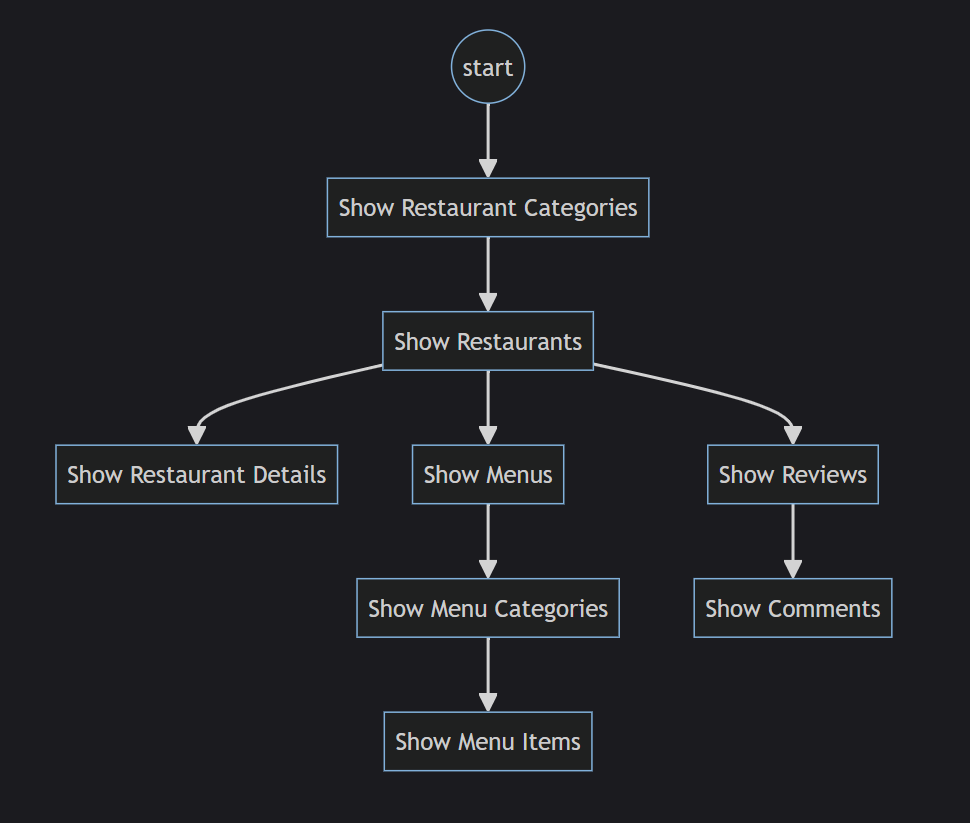 start
Show Restaurant Categories
Show Restaurants
Show Restaurant Details
Show Menus
Show Reviews
Show Menu Categories
Show Comments
Show Menu Items